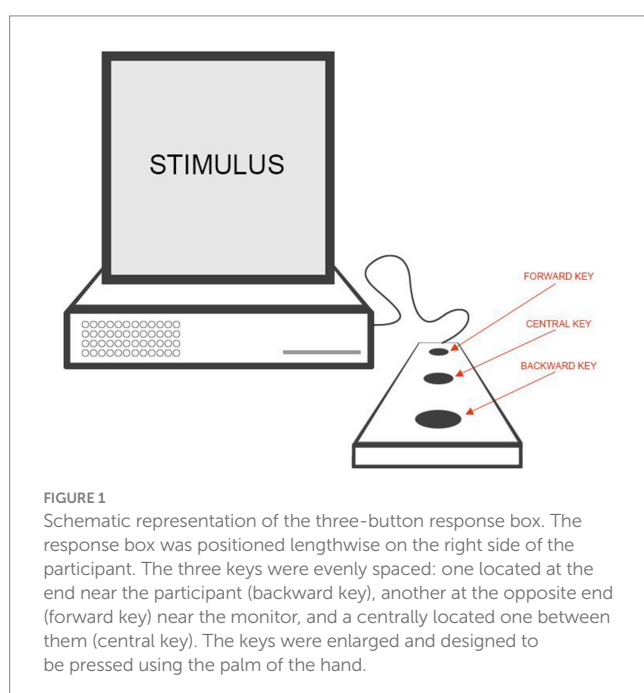 STIMULUS
FORWARD KEY
CENTRAL KEY
BACKWARD KEY
FIGURE 1
Schematic representation of the three-button response box. The
response box was positioned lengthwise on the right side of the
participant. The three keys were evenly spaced: one located at the
end near the participant (backward key), another at the opposite end
(forward key) near the monitor, and a centrally located one between
them (central key). The keys were enlarged and designed to
be pressed using the palm of the hand.